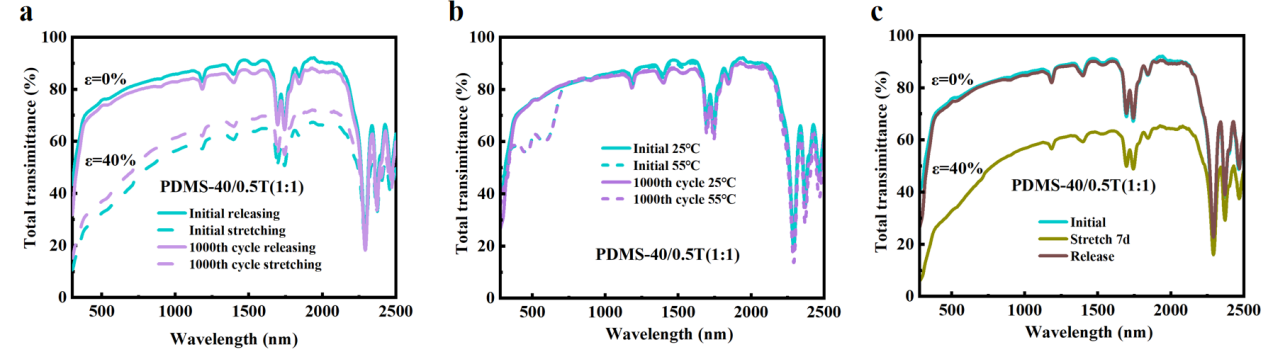 a
Total transimittance (%)
100
80
60
40
20
0
500
1000
1500
2000
2500
Wavelength (nm)
ε=0%
ε=40%
PDMS-40/0.5T(1:1)
Initial releasing
Initial stretching
1000th cycle releasing
1000th cycle stretching
b
Total transimittance (%)
100
80
60
40
20
0
500
1000
1500
2000
2500
Wavelength (nm)
Initial 25℃
Initial 55℃
1000th cycle 25℃
1000th cycle 55℃
PDMS-40/0.5T(1:1)
c
Total transimittance (%)
100
80
60
40
20
0
500
1000
1500
2000
2500
Wavelength (nm)
ε=0%
ε=40%
PDMS-40/0.5T(1:1)
Initial
Stretch 7d
Release